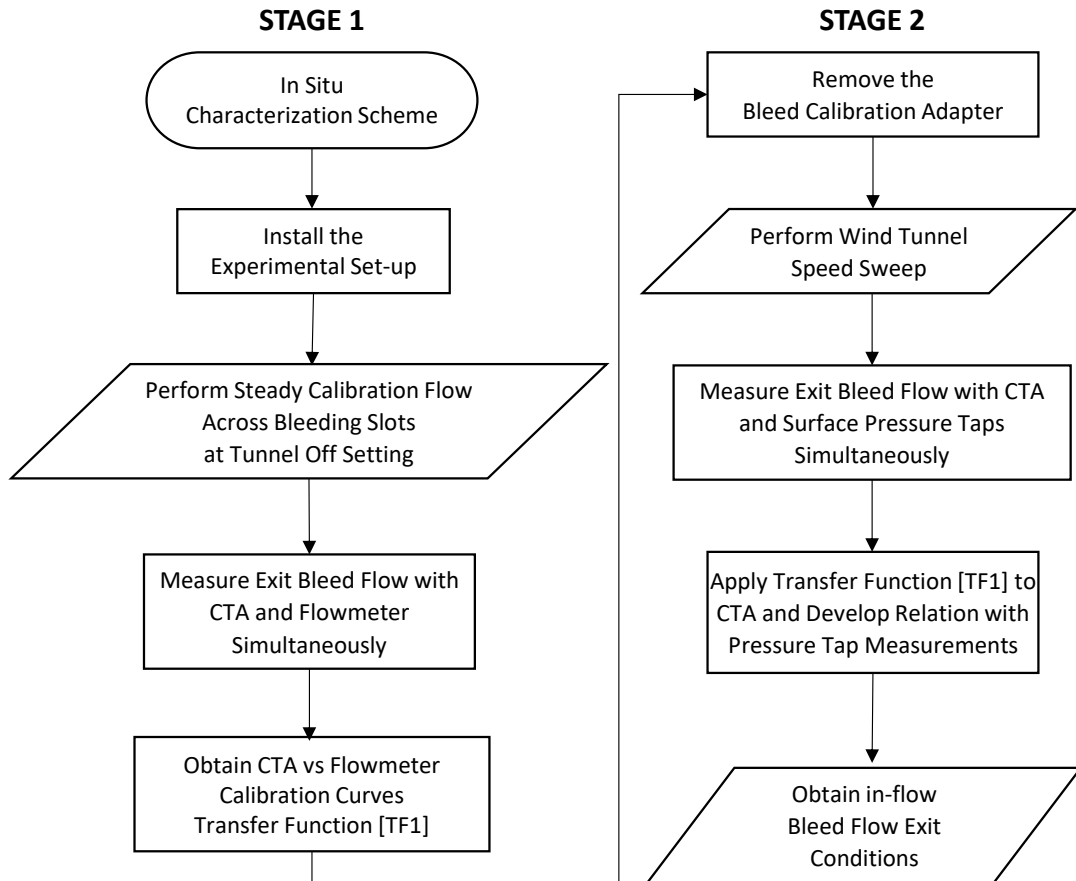 STAGE 1
In Situ
Characterization Scheme
Install the
Experimental Set-up
Perform Steady Calibration Flow
Across Bleeding Slots
at Tunnel Off Setting
Measure Exit Bleed Flow with
CTA and Flowmeter
Simultaneously
Obtain CTA vs Flowmeter
Calibration Curves
Transfer Function [TF1]
STAGE 2
Remove the
Bleed Calibration Adapter
Perform Wind Tunnel
Speed Sweep
Measure Exit Bleed Flow with CTA
and Surface Pressure Taps
Simultaneously
Apply Transfer Function [TF1] to
CTA and Develop Relation with
Pressure Tap Measurements
Obtain in-flow
Bleed Flow Exit
Conditions